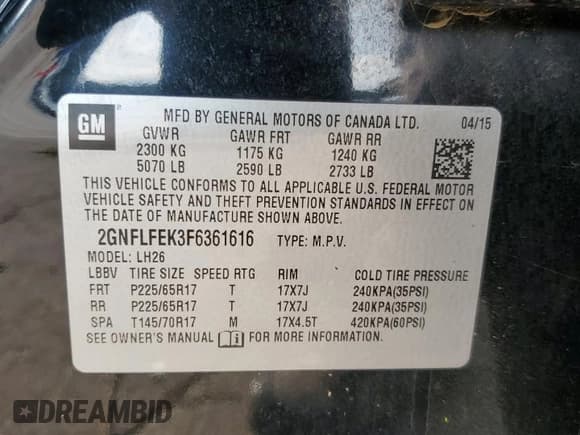 GM
MFD BY GENERAL MOTORS OF CANADA LTD. 04/15
GVWR GAWR FRT GAWR RR
2300 KG 1175 KG 1240 KG
5070 LB 2590 LB 2733 LB
THIS VEHICLE CONFORMS TO ALL APPLICABLE U.S. FEDERAL MOTOR
VEHICLE SAFETY AND THEFT PREVENTION STANDARDS IN EFFECT ON THE
DATE OF MANUFACTURE SHOWN ABOVE.
2GNFLFEK3F6361616 TYPE: M.P.V.
MODEL: LH26
LBBV TIRE SIZE SPEED RTG RIM COLD TIRE PRESSURE
FRT P225/65R17 T 17X7J 240KPA(35PSI)
RR P225/65R17 T 17X7J 240KPA(35PSI)
SPA T145/70R17 M 17X4.5T 420KPA(60PSI)
SEE OWNER'S MANUAL FOR MORE INFORMATION.
DREAMBID